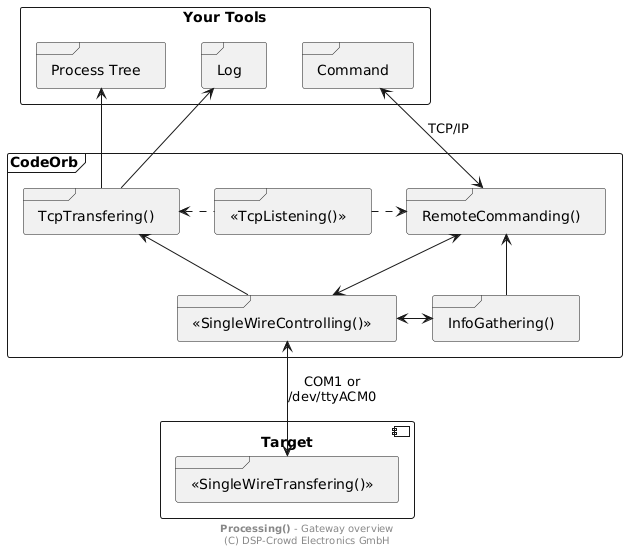 Your Tools
Process Tree
Log
Command
TCP/IP
CodeOrb
TcpTransfering()
«TcpListening()»
RemoteCommanding()
«SingleWireControlling()»
InfoGathering()
COM1 or
/dev/ttyACM0
Target
«SingleWireTransfering()»
Processing() - Gateway overview
(C) DSP-Crowd Electronics GmbH